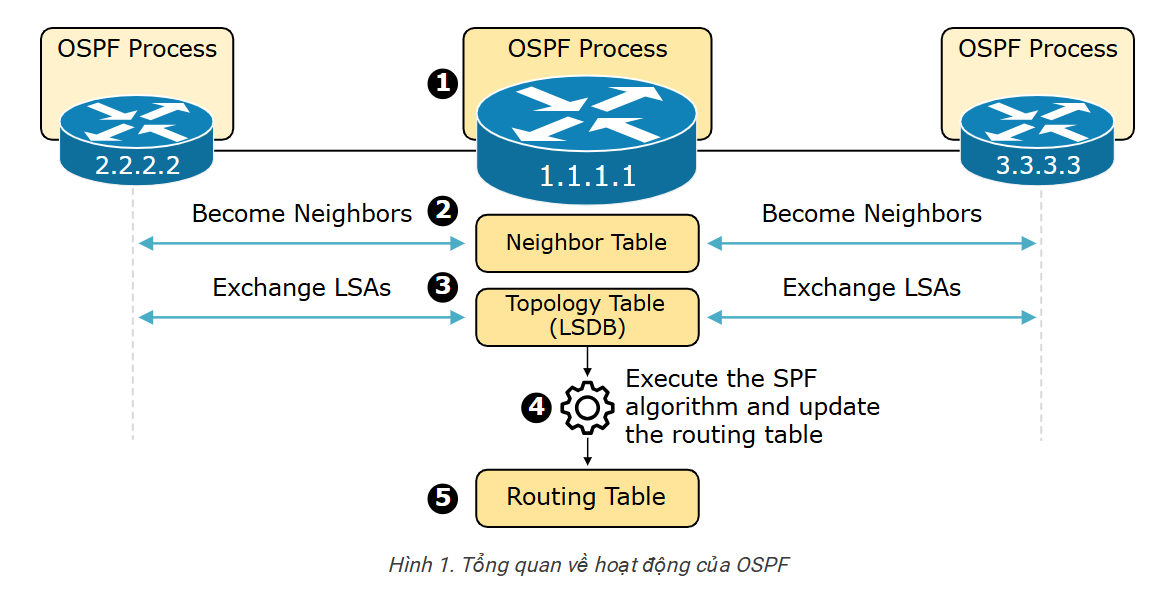 OSPF Process
OSPF Process
OSPF Process
1
2.2.2.2
1.1.1.1
3.3.3.3
Become Neighbors
2
Become Neighbors
Neighbor Table
Exchange LSAs
3
Exchange LSAs
Topology Table
(LSDB)
4
Execute the SPF
algorithm and update
the routing table
5
Routing Table
Hình 1. Tổng quan về hoạt động của OSPF